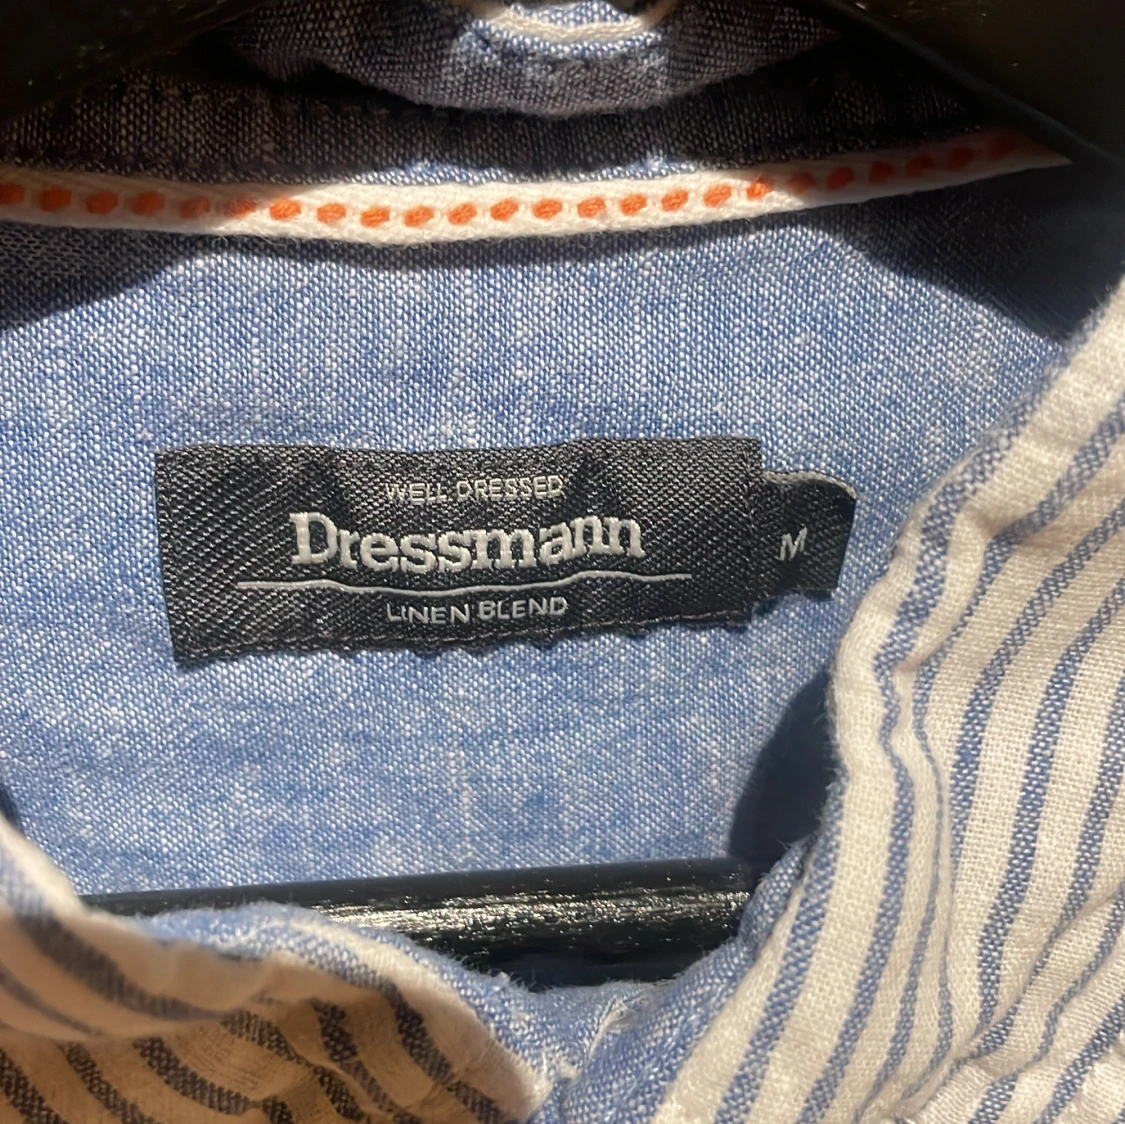 WELL DRESSED
Dressmann
LINEN BLEND
M